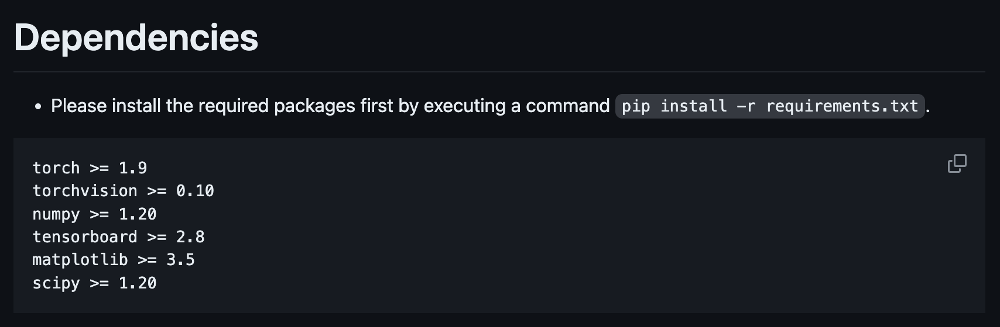 Dependencies
• Please install the required packages first by executing a command pip install -r requirements.txt.
torch >= 1.9
torchvision >= 0.10
numpy >= 1.20
tensorboard >= 2.8
matplotlib >= 3.5
scipy >= 1.20